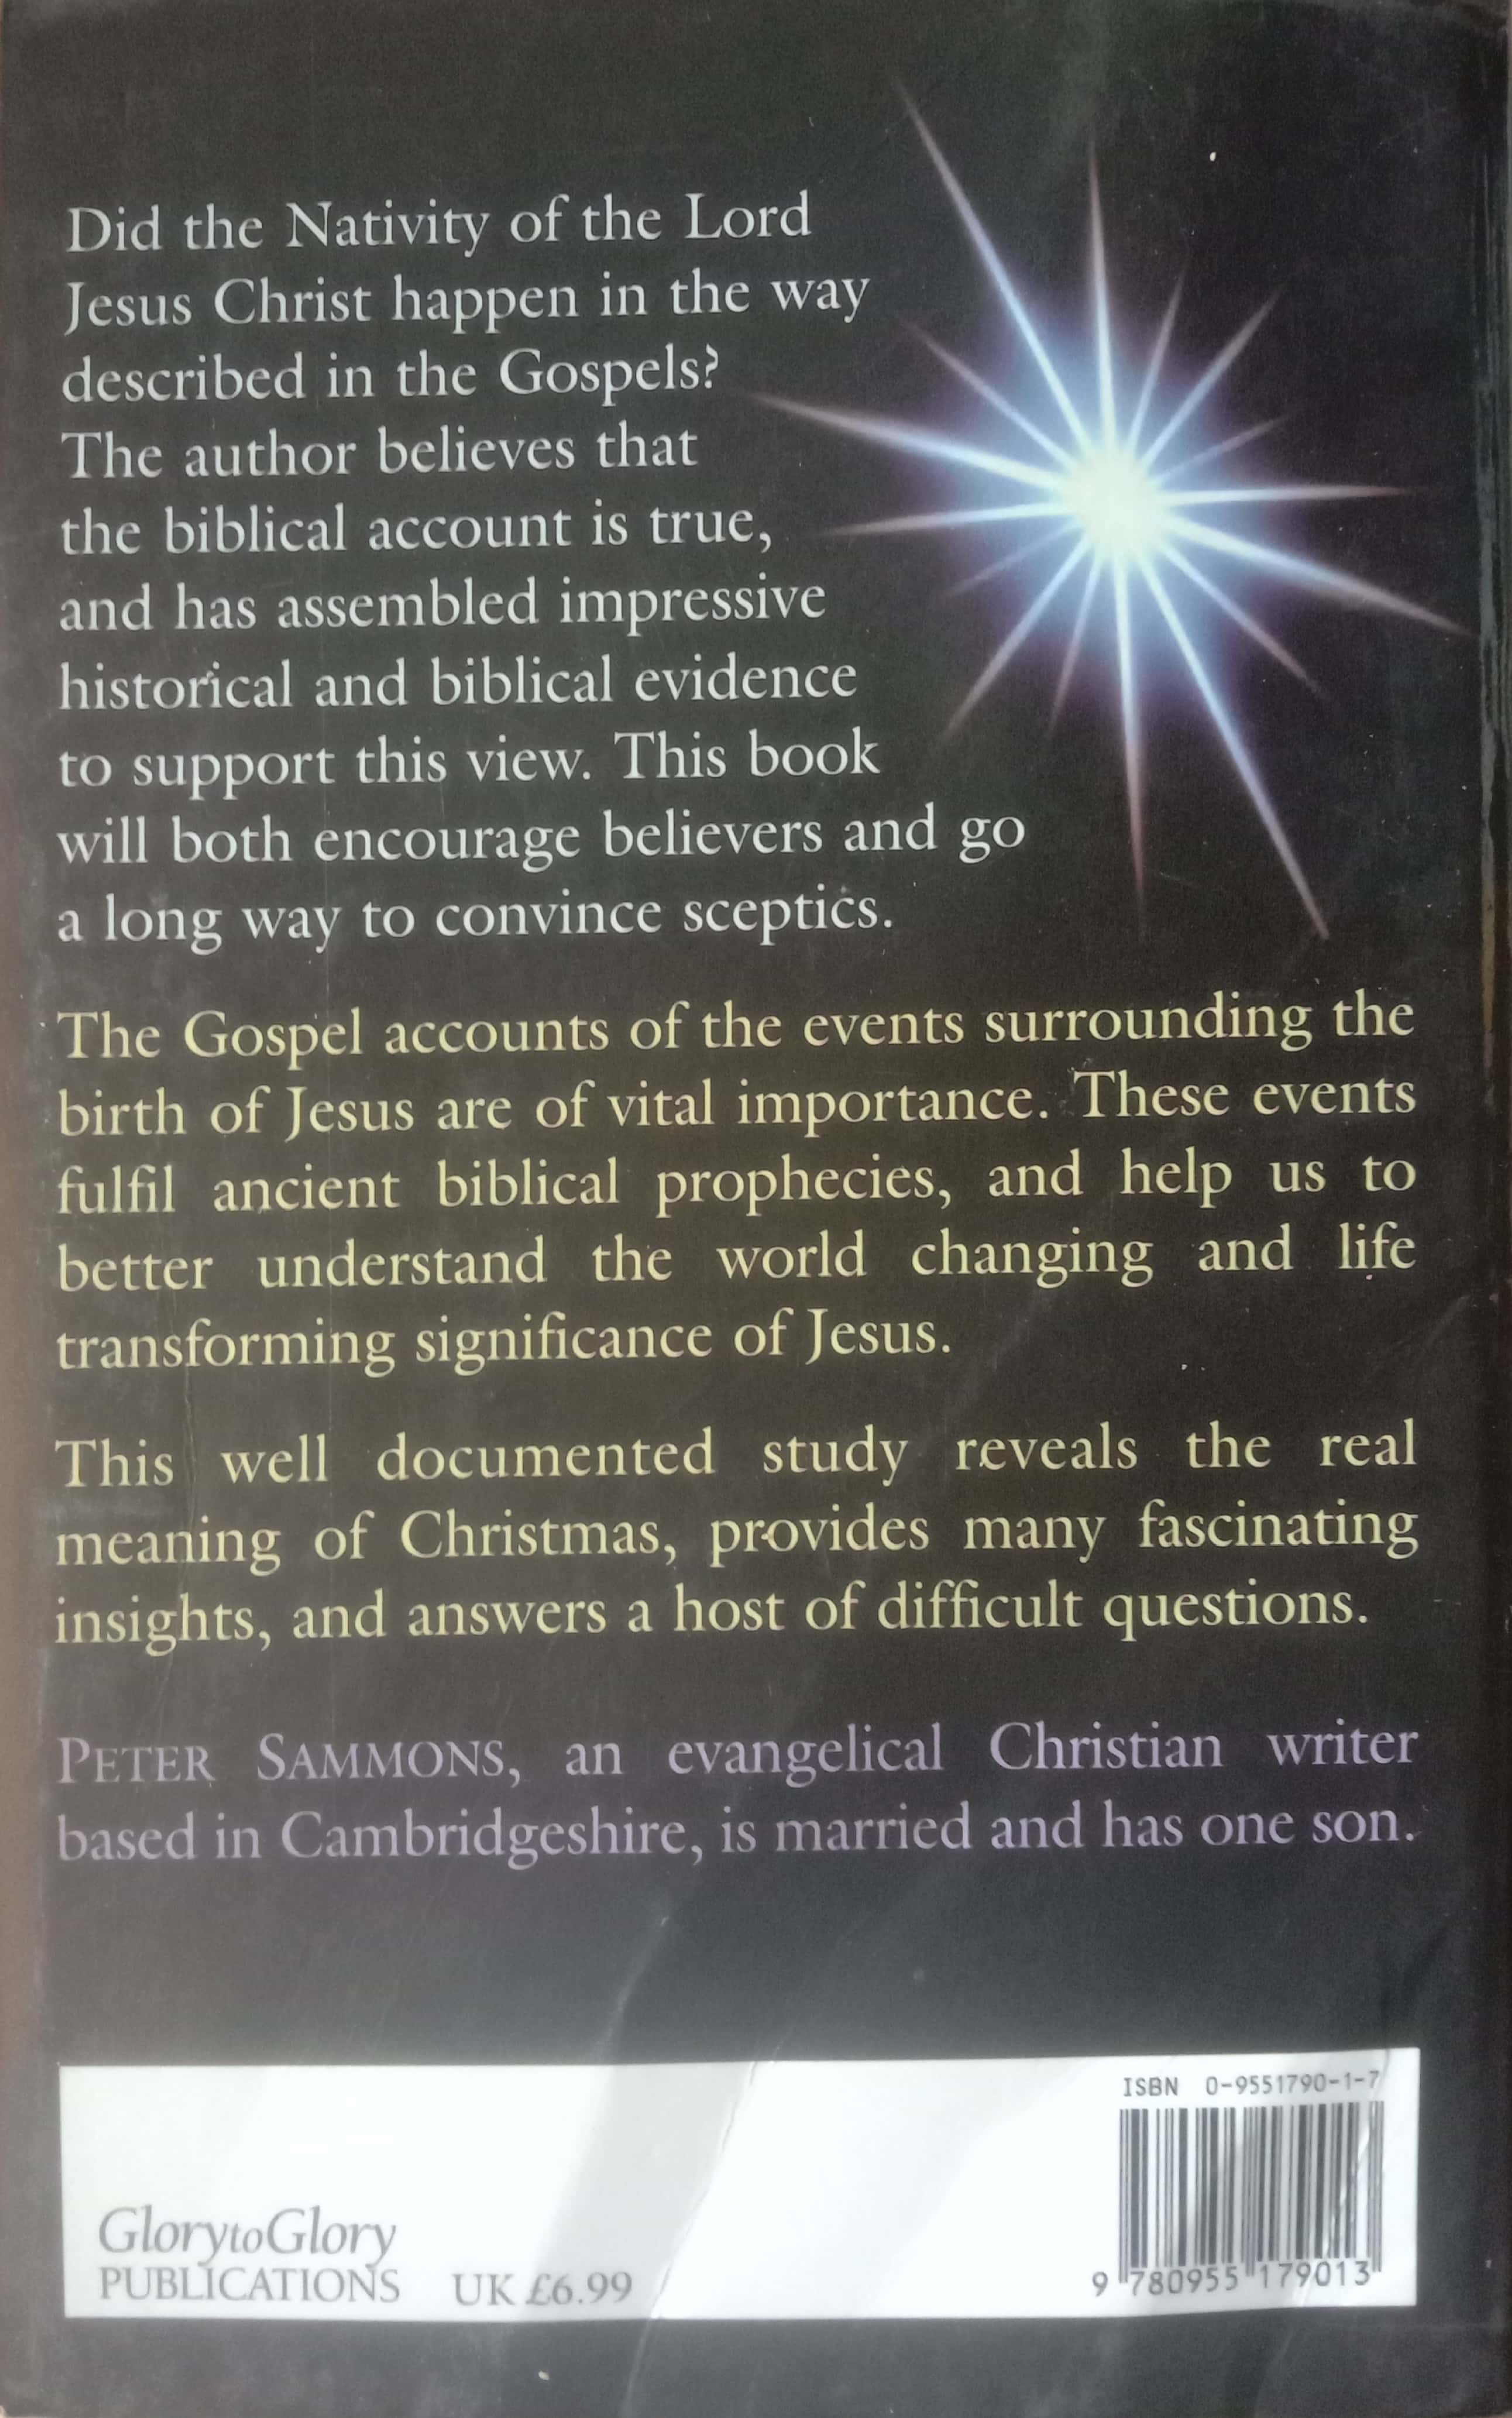 Did the Nativity of the Lord
Jesus Christ happen in the way
described in the Gospels?
The author believes that
the biblical account is true,
and has assembled impressive
historical and biblical evidence
to support this view. This book
will both encourage believers and go
a long way to convince sceptics.
The Gospel accounts of the events surrounding the
birth of Jesus are of vital importance. These events
fulfil ancient biblical prophecies, and help us to
better understand the world changing and life
transforming significance of Jesus.
This well documented study reveals the real
meaning of Christmas, provides many fascinating
insights, and answers a host of difficult questions.
PETER SAMMONS, an evangelical Christian writer
based in Cambridgeshire, is married and has one son.
ISBN 0-9551790-1-7
GlorytoGlory
PUBLICATIONS UK £6.99
9 780955 179013